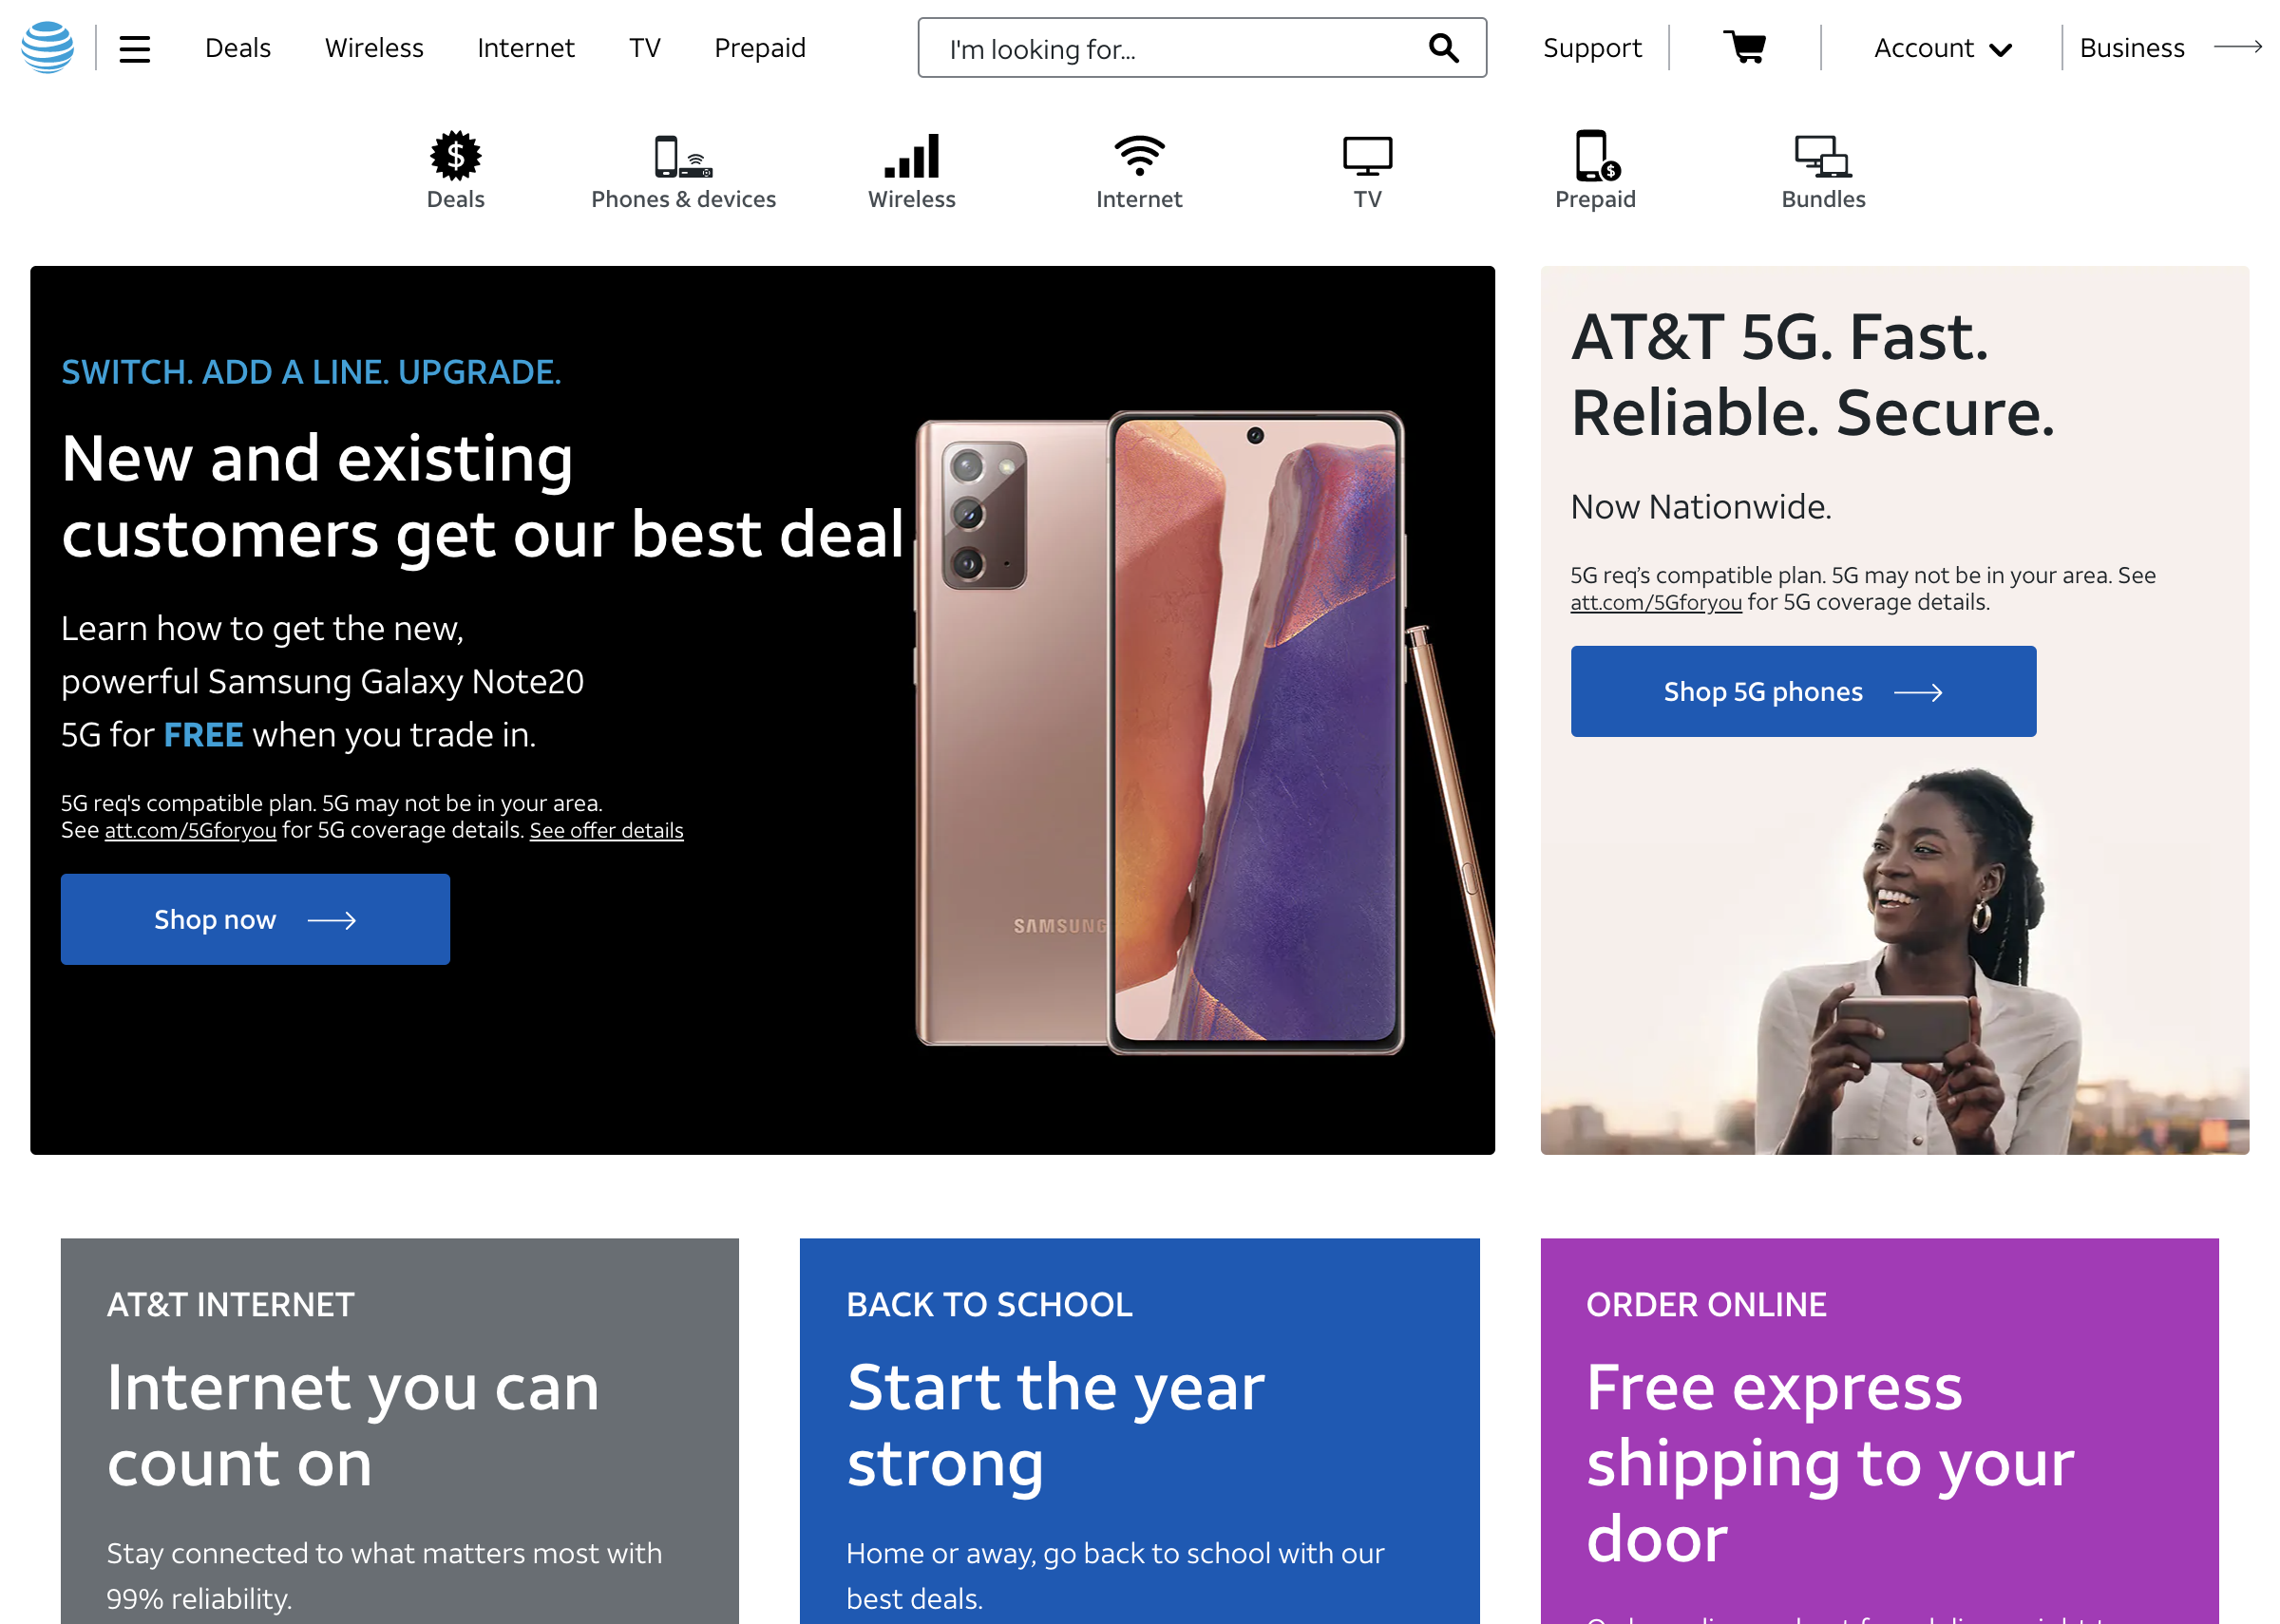 Deals Wireless Internet TV Prepaid I'm looking for... Support Account Business
Deals Phones & devices Wireless Internet TV Prepaid Bundles
SWITCH. ADD A LINE. UPGRADE.
New and existing
customers get our best deal
Learn how to get the new,
powerful Samsung Galaxy Note20
5G for FREE when you trade in.
5G req's compatible plan. 5G may not be in your area.
See att.com/5Gforyou for 5G coverage details. See offer details
Shop now
SAMSUNG
AT&T 5G. Fast.
Reliable. Secure.
Now Nationwide.
5G req’s compatible plan. 5G may not be in your area. See
att.com/5Gforyou for 5G coverage details.
Shop 5G phones
AT&T INTERNET
Internet you can
count on
Stay connected to what matters most with
99% reliability.
BACK TO SCHOOL
Start the year
strong
Home or away, go back to school with our
best deals.
ORDER ONLINE
Free express
shipping to your
door